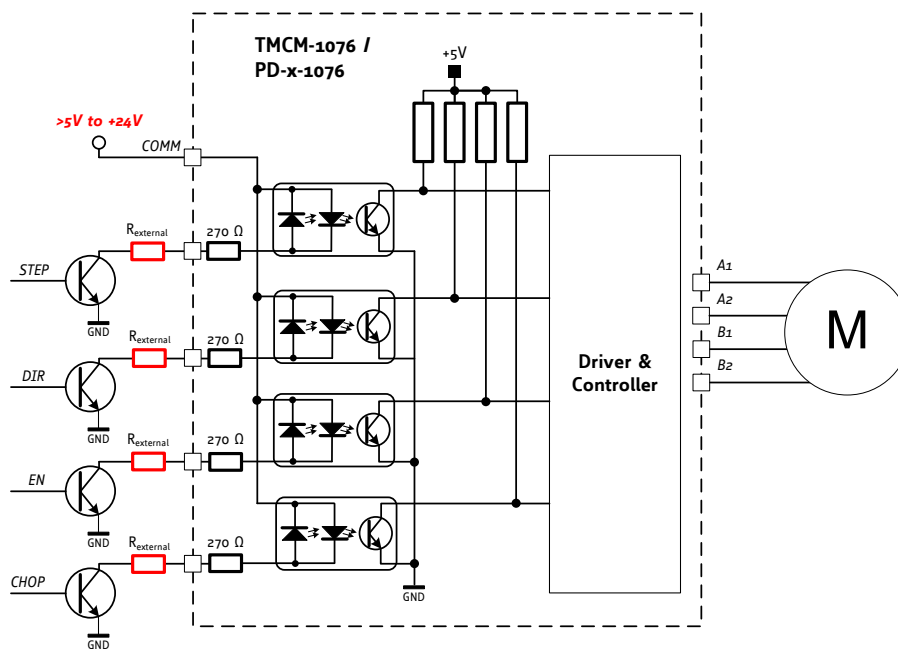 TMCM-1076 /
PD-x-1076
+5V
>5V to +24V
COMM
Rexternal
270 Ω
STEP
GND
Rexternal
270 Ω
DIR
GND
Rexternal
270 Ω
EN
GND
Rexternal
270 Ω
CHOP
GND
GND
Driver &
Controller
A1
A2
B1
B2
M